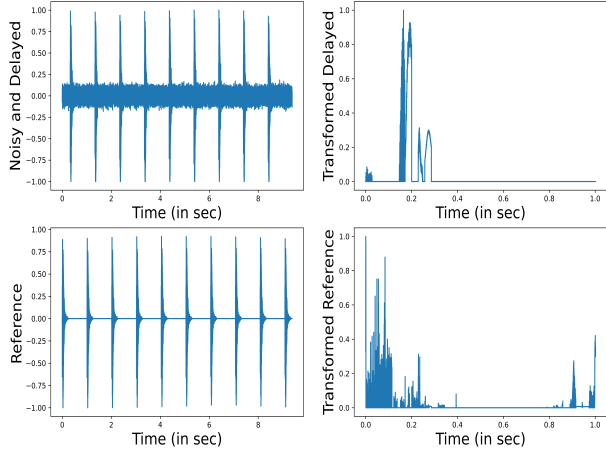 Noisy and Delayed
1.00
0.75
0.50
0.25
0.00
−0.25
−0.50
−0.75
−1.00
0 2 4 6 8
Time (in sec)
Transformed Delayed
1.0
0.8
0.6
0.4
0.2
0.0
0.0 0.2 0.4 0.6 0.8 1.0
Time (in sec)
Reference
1.00
0.75
0.50
0.25
0.00
−0.25
−0.50
−0.75
−1.00
0 2 4 6 8
Time (in sec)
Transformed Reference
1.0
0.8
0.6
0.4
0.2
0.0
0.0 0.2 0.4 0.6 0.8 1.0
Time (in sec)